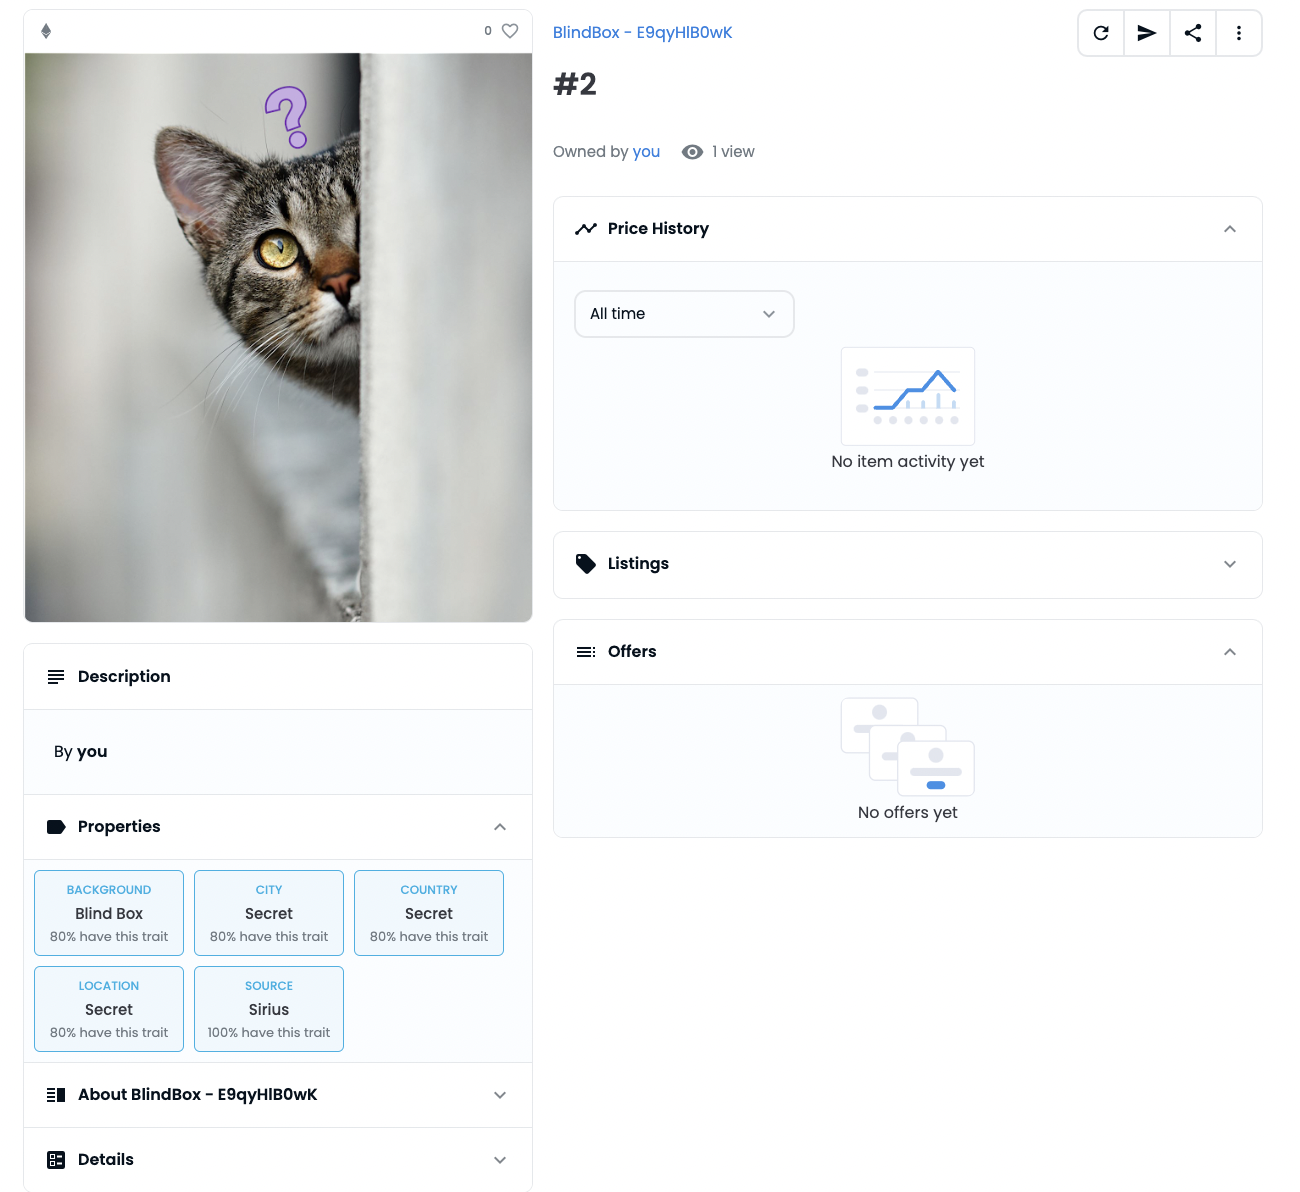 0
?
Description
By you
Properties
BACKGROUND
Blind Box
80% have this trait
CITY
Secret
80% have this trait
COUNTRY
Secret
80% have this trait
LOCATION
Secret
80% have this trait
SOURCE
Sirius
100% have this trait
About BlindBox - E9qyHlB0wK
Details
BlindBox - E9qyHlB0wK
#2
Owned by you
1 view
Price History
All time
No item activity yet
Listings
Offers
No offers yet